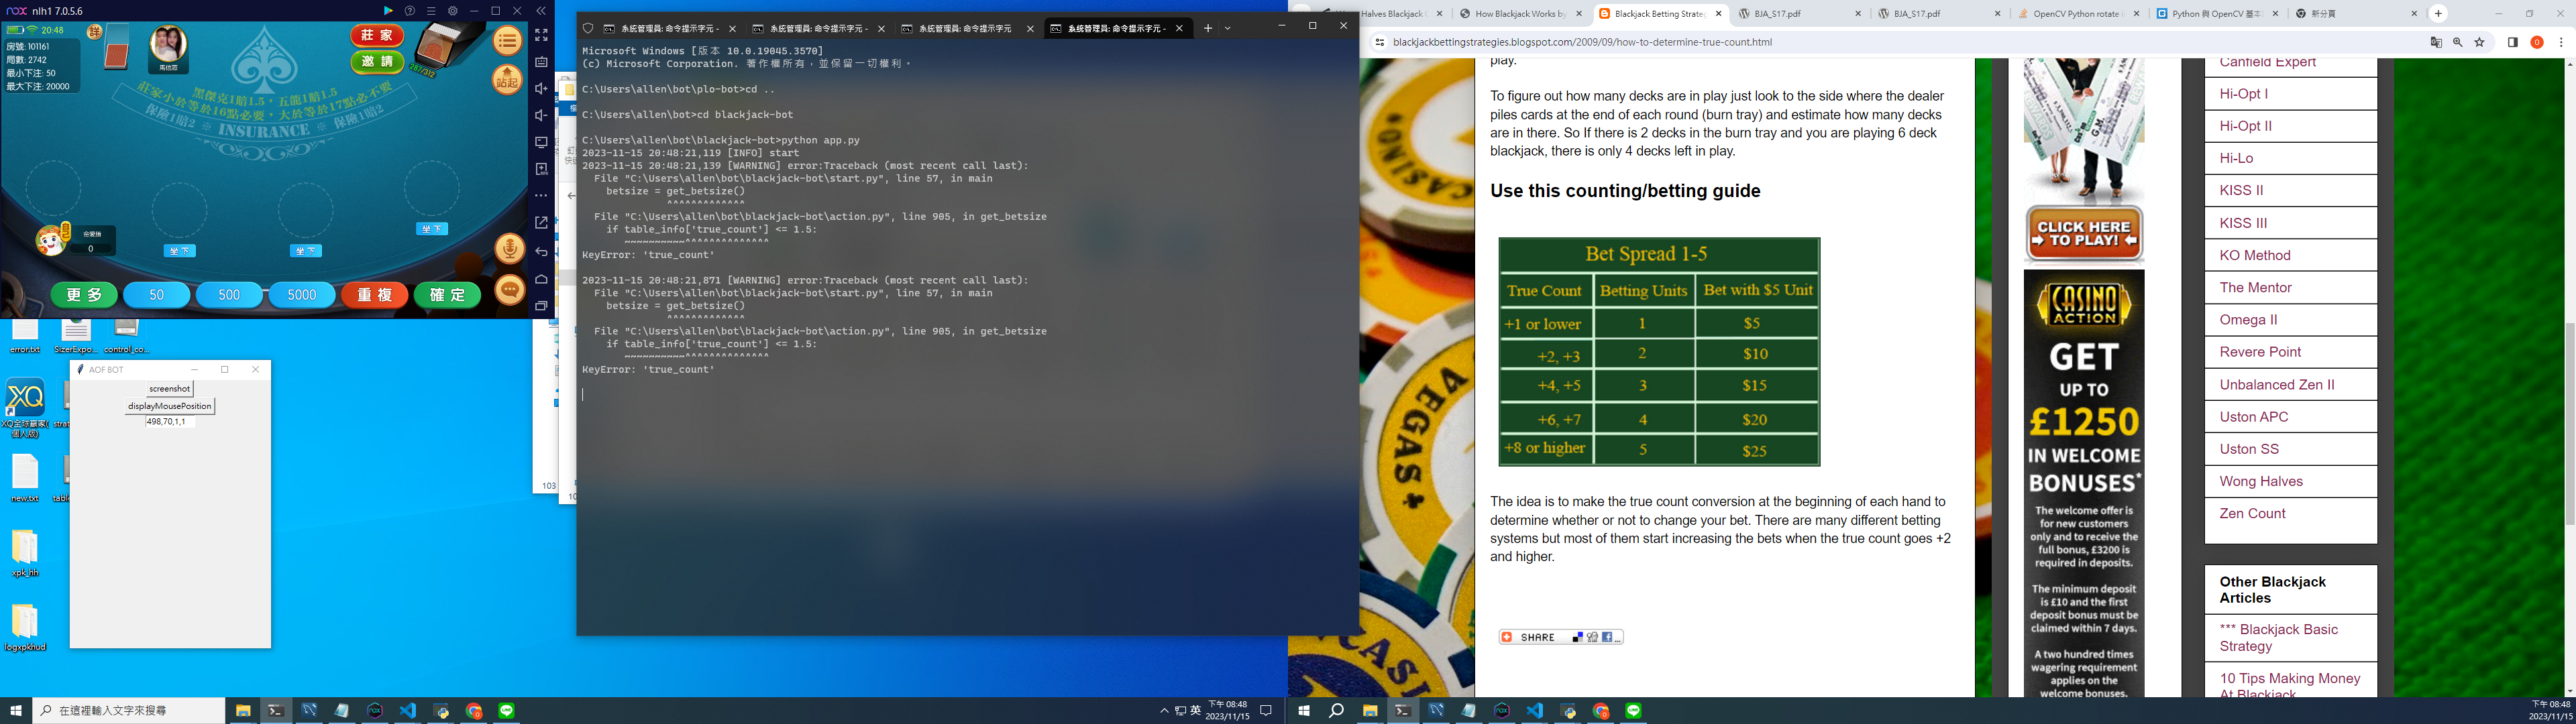 nox nlh1 7.0.5.6
20:48
房號: 101161
局數: 2742
最小下注: 50
最大下注: 20000
莊 家
邀 請
267/312
站起
黑傑克1賠1.5，五龍1賠1.5
莊家小於等於16點必要，大於等於17點必不要
保險1賠2 ※ INSURANCE ※ 保險1賠2
自己
0
坐 下
坐 下
坐 下
更 多
50
500
5000
重 複
確 定
error.txt
SizerExpo...
control_co...
XQ全球贏家(
個人版)
new.txt
xpk_hh
logxpkhud
AOF BOT
screenshot
displayMousePosition
498,70,1,1
103
系統管理員: 命令提示字元 -
系統管理員: 命令提示字元 -
系統管理員: 命令提示字元
系統管理員: 命令提示字元 -
Microsoft Windows [版本 10.0.19045.3570]
(c) Microsoft Corporation. 著作權所有，並保留一切權利。
C:\Users\allen\bot\plo-bot>cd ..
C:\Users\allen\bot>cd blackjack-bot
C:\Users\allen\bot\blackjack-bot>python app.py
2023-11-15 20:48:21,119 [INFO] start
2023-11-15 20:48:21,139 [WARNING] error:Traceback (most recent call last):
File "C:\Users\allen\bot\blackjack-bot\start.py", line 57, in main
betsize = get_betsize()
^^^^^^^^^^^^^
File "C:\Users\allen\bot\blackjack-bot\action.py", line 905, in get_betsize
if table_info['true_count'] <= 1.5:
~~~~~~~~~~^^^^^^^^^^^^^^
KeyError: 'true_count'
2023-11-15 20:48:21,871 [WARNING] error:Traceback (most recent call last):
File "C:\Users\allen\bot\blackjack-bot\start.py", line 57, in main
betsize = get_betsize()
^^^^^^^^^^^^^
File "C:\Users\allen\bot\blackjack-bot\action.py", line 905, in get_betsize
if table_info['true_count'] <= 1.5:
~~~~~~~~~~^^^^^^^^^^^^^^
KeyError: 'true_count'
Halves Blackjack
How Blackjack Works by
Blackjack Betting Strateg
BJA_S17.pdf
BJA_S17.pdf
OpenCV Python rotate
Python 與 OpenCV 基本
新分頁
blackjackbettingstrategies.blogspot.com/2009/09/how-to-determine-true-count.html
play.
To figure out how many decks are in play just look to the side where the dealer
piles cards at the end of each round (burn tray) and estimate how many decks
are in there. So If there is 2 decks in the burn tray and you are playing 6 deck
blackjack, there is only 4 decks left in play.
Use this counting/betting guide
Bet Spread 1-5
True Count Betting Units Bet with $5 Unit
+1 or lower 1 $5
+2, +3 2 $10
+4, +5 3 $15
+6, +7 4 $20
+8 or higher 5 $25
The idea is to make the true count conversion at the beginning of each hand to
determine whether or not to change your bet. There are many different betting
systems but most of them start increasing the bets when the true count goes +2
and higher.
SHARE
CLICK HERE
TO PLAY!
CASINO
ACTION
GET
UP TO
£1250
IN WELCOME
BONUSES*
The welcome offer is
for new customers
only and to receive the
full bonus, £3200 is
required in deposits.
The minimum deposit
is £10 and the first
deposit bonus must be
claimed within 7 days.
A two hundred times
wagering requirement
applies on the
welcome bonuses.
Canfield Expert
Hi-Opt I
Hi-Opt II
Hi-Lo
KISS II
KISS III
KO Method
The Mentor
Omega II
Revere Point
Unbalanced Zen II
Uston APC
Uston SS
Wong Halves
Zen Count
Other Blackjack
Articles
*** Blackjack Basic
Strategy
10 Tips Making Money
At Blackjack
在這裡輸入文字來搜尋
英
下午 08:48
2023/11/15
下午 08:48
2023/11/15